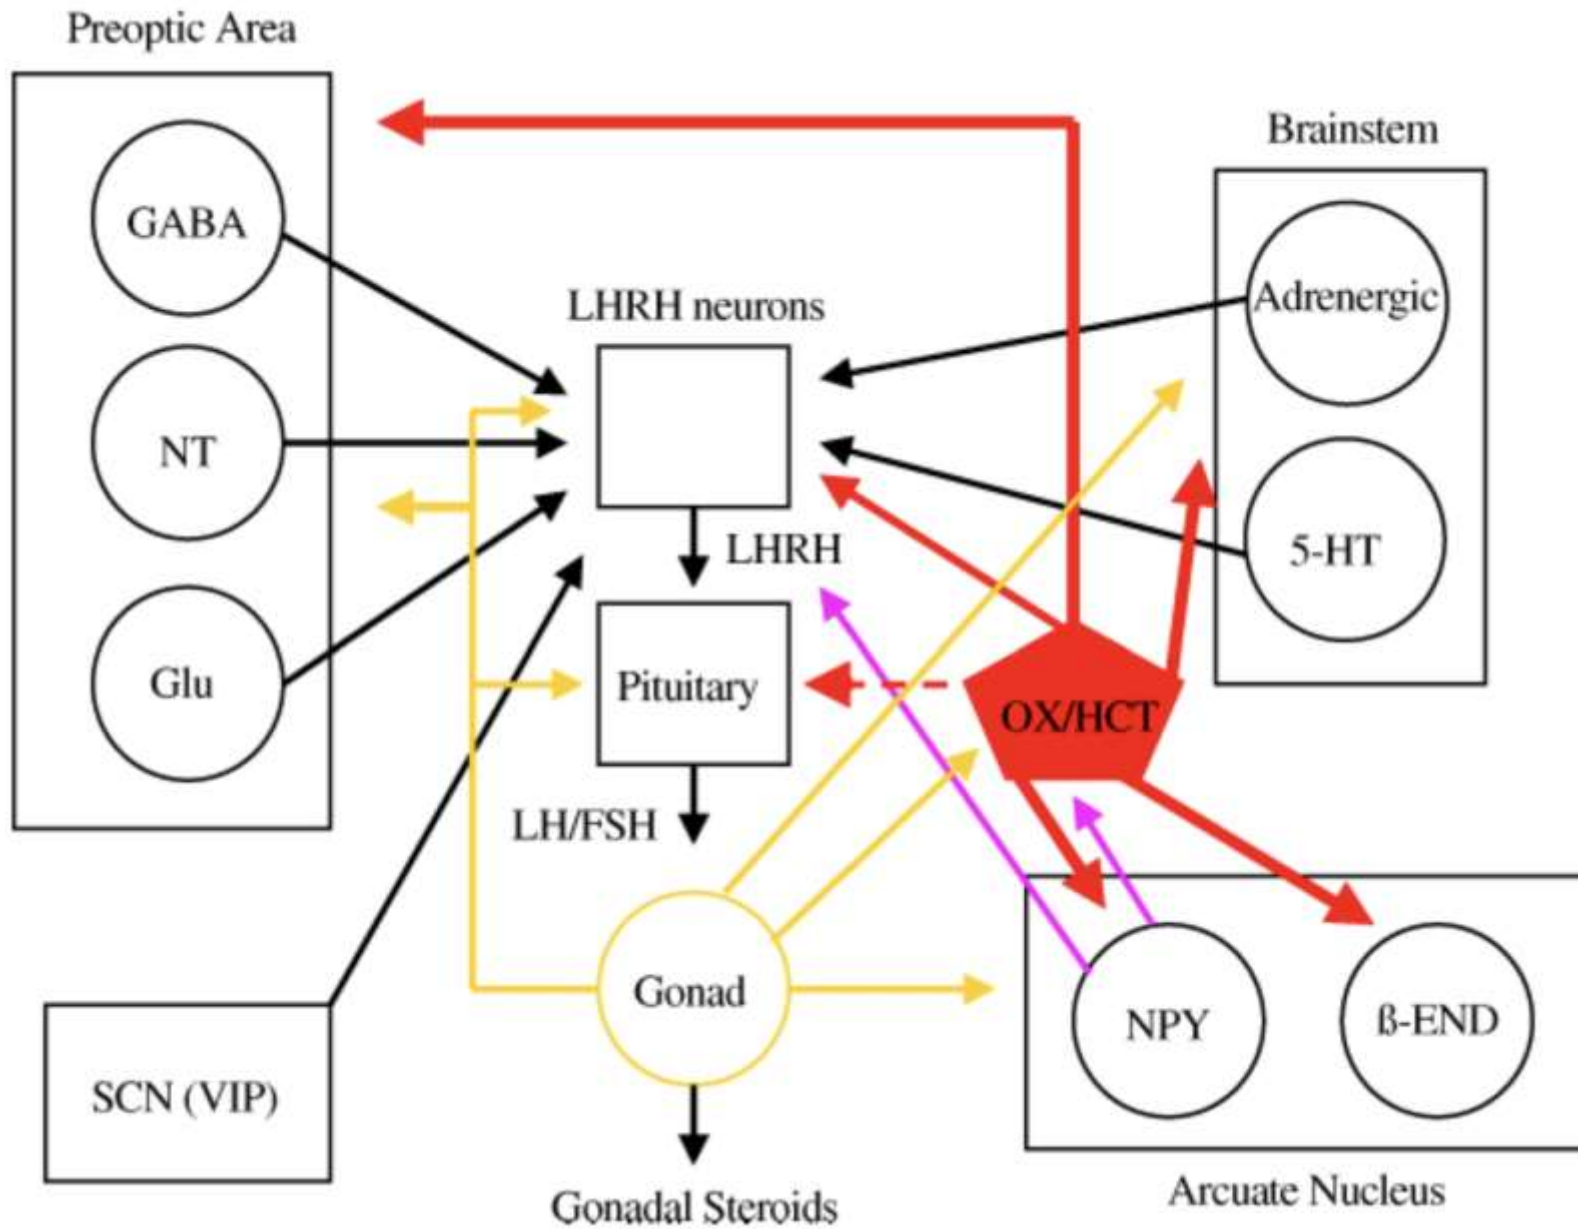 Preoptic Area
Brainstem
GABA
Adrenergic
LHRH neurons
NT
LHRH
5-HT
Glu
Pituitary
OX/HCT
LH/FSH
Gonad
NPY
ß-END
SCN (VIP)
Arcuate Nucleus
Gonadal Steroids